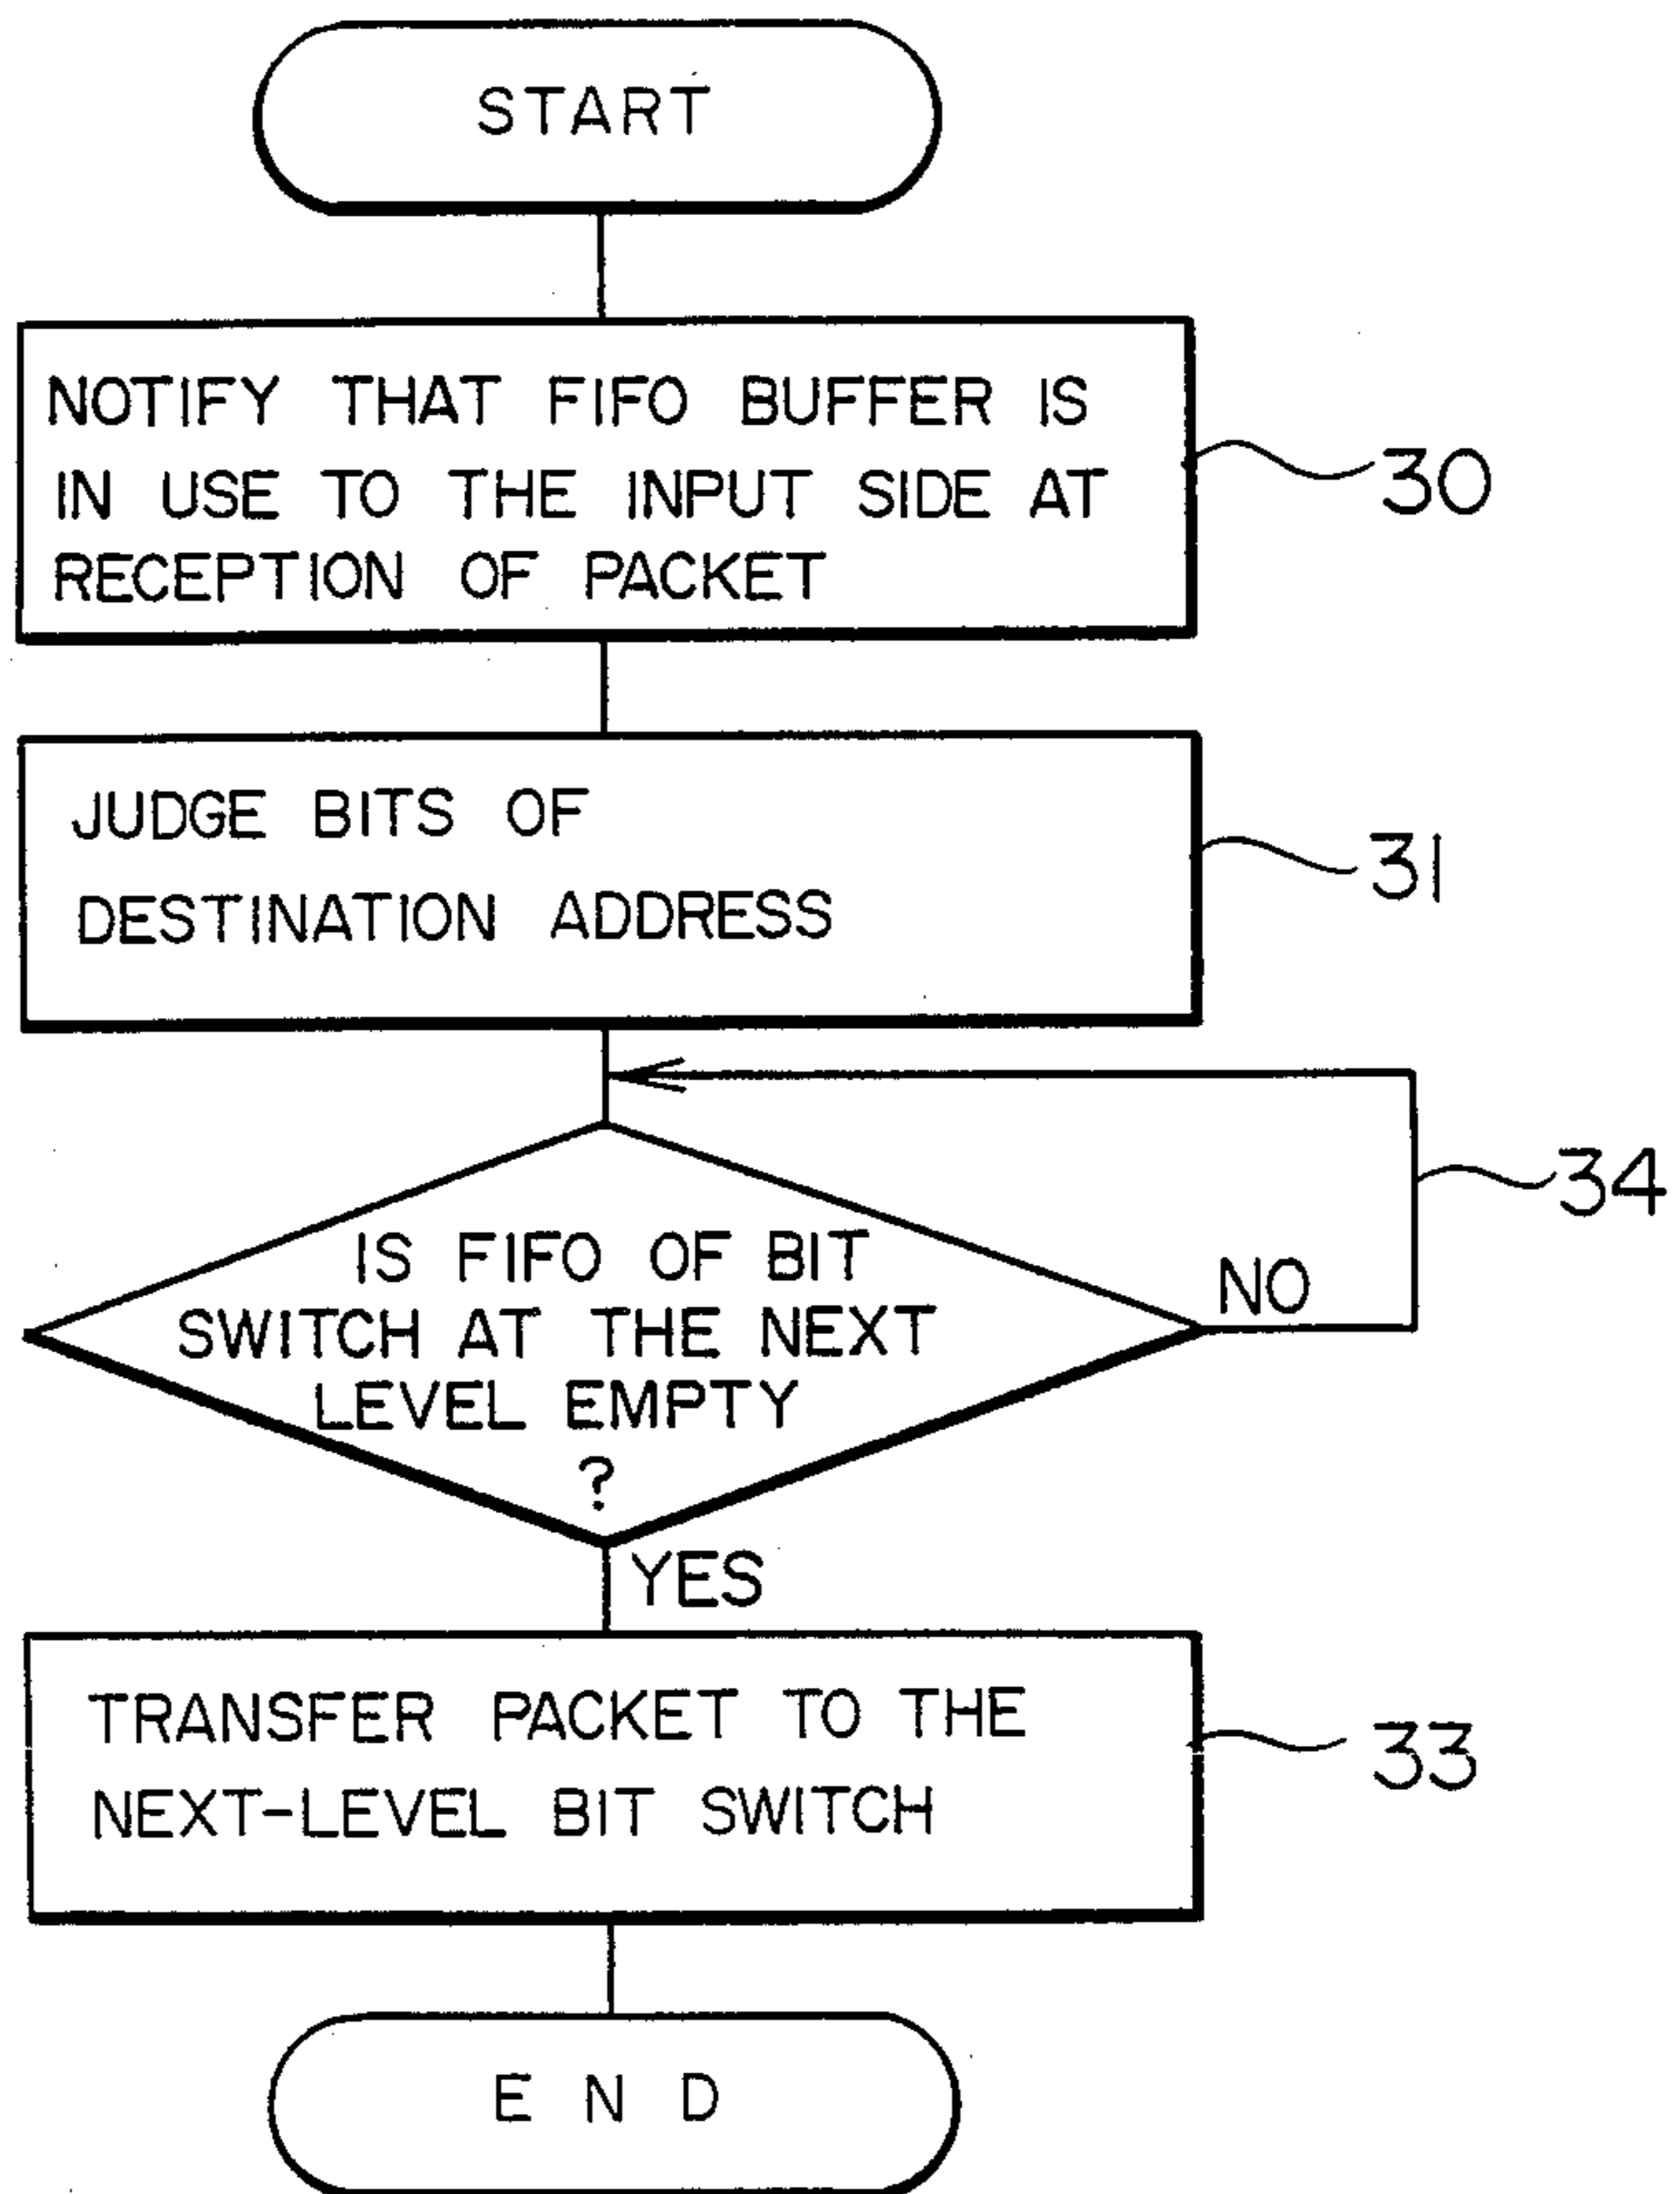 START
NOTIFY THAT FIFO BUFFER IS
IN USE TO THE INPUT SIDE AT
RECEPTION OF PACKET
30
JUDGE BITS OF
DESTINATION ADDRESS
31
34
IS FIFO OF BIT
SWITCH AT THE NEXT
LEVEL EMPTY
?
NO
YES
TRANSFER PACKET TO THE
NEXT-LEVEL BIT SWITCH
33
END